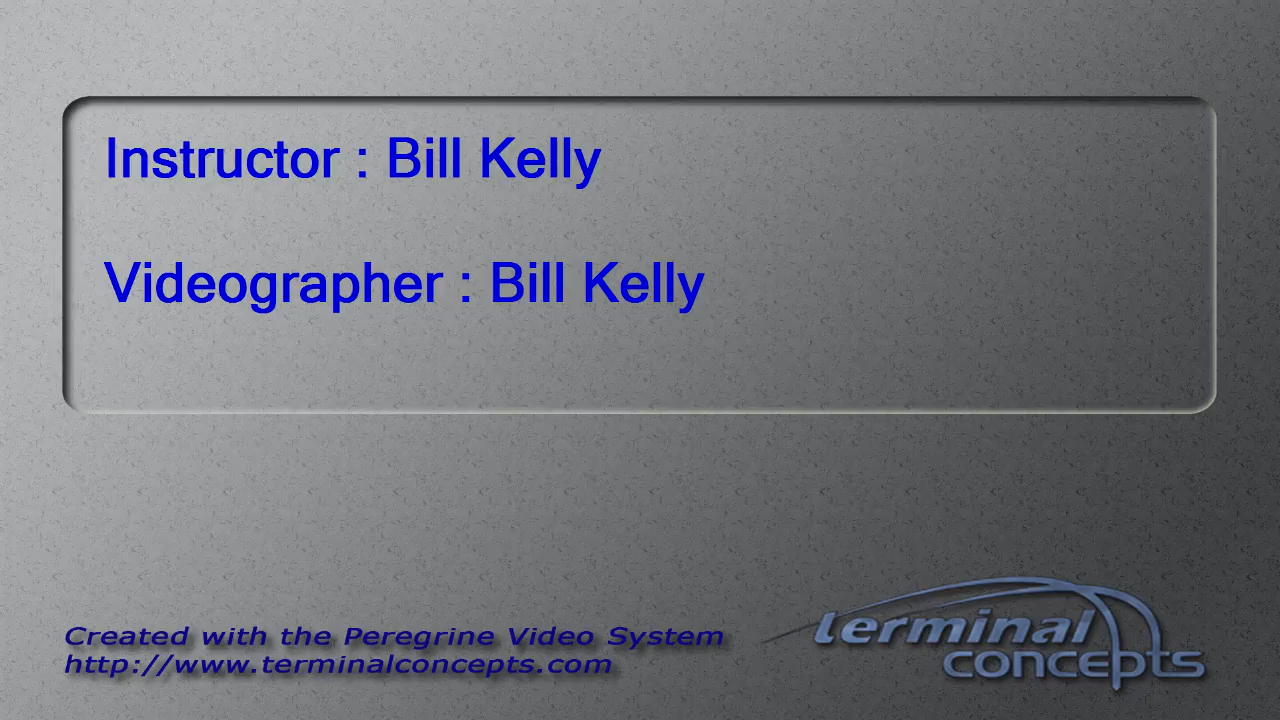 Instructor : Bill Kelly
Videographer : Bill Kelly
Created with the Peregrine Video System
http://www.terminalconcepts.com
terminal
concepts